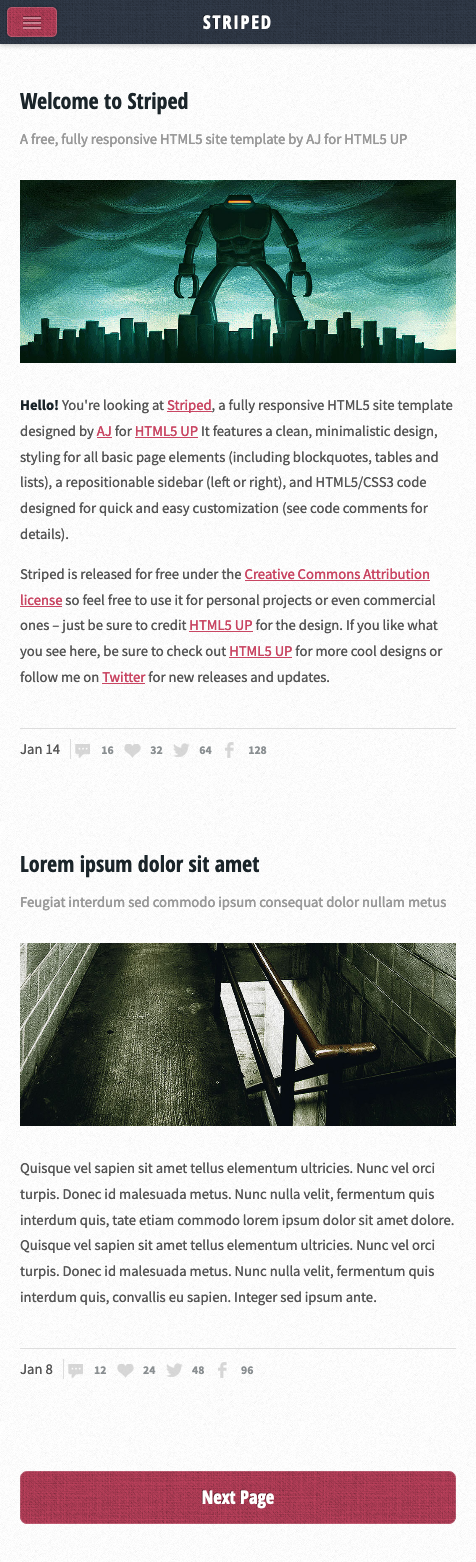 STRIPED
Welcome to Striped
A free, fully responsive HTML5 site template by AJ for HTML5 UP
Hello! You're looking at Striped, a fully responsive HTML5 site template
designed by AJ for HTML5 UP It features a clean, minimalistic design,
styling for all basic page elements (including blockquotes, tables and
lists), a repositionable sidebar (left or right), and HTML5/CSS3 code
designed for quick and easy customization (see code comments for
details).
Striped is released for free under the Creative Commons Attribution
license so feel free to use it for personal projects or even commercial
ones – just be sure to credit HTML5 UP for the design. If you like what
you see here, be sure to check out HTML5 UP for more cool designs or
follow me on Twitter for new releases and updates.
Jan 14 16 32 64 128
Lorem ipsum dolor sit amet
Feugiat interdum sed commodo ipsum consequat dolor nullam metus
Quisque vel sapien sit amet tellus elementum ultricies. Nunc vel orci
turpis. Donec id malesuada metus. Nunc nulla velit, fermentum quis
interdum quis, tate etiam commodo lorem ipsum dolor sit amet dolore.
Quisque vel sapien sit amet tellus elementum ultricies. Nunc vel orci
turpis. Donec id malesuada metus. Nunc nulla velit, fermentum quis
interdum quis, convallis eu sapien. Integer sed ipsum ante.
Jan 8 12 24 48 96
Next Page